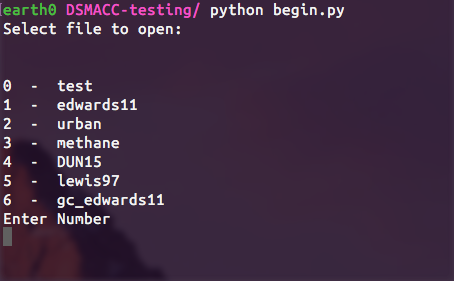 earth0 DSMACC-testing/ python begin.py
Select file to open:
0 - test
1 - edwards11
2 - urban
3 - methane
4 - DUN15
5 - lewis97
6 - gc_edwards11
Enter Number